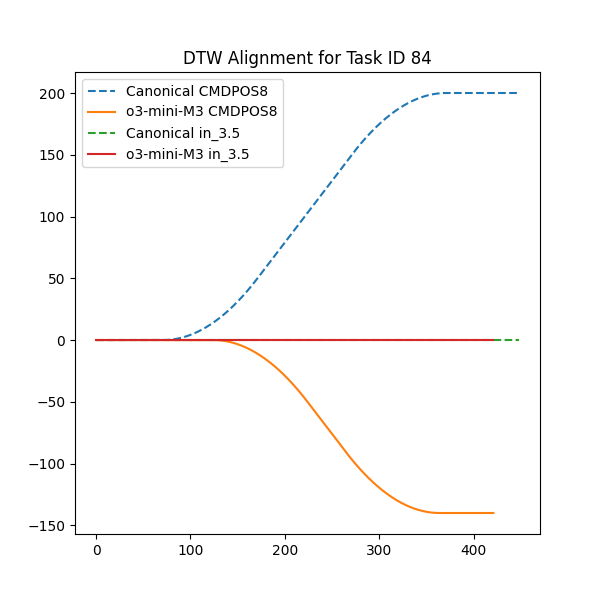 DTW Alignment for Task ID 84
Canonical CMDPOS8
o3-mini-M3 CMDPOS8
Canonical in_3.5
o3-mini-M3 in_3.5
200
150
100
50
0
−50
−100
−150
0 100 200 300 400